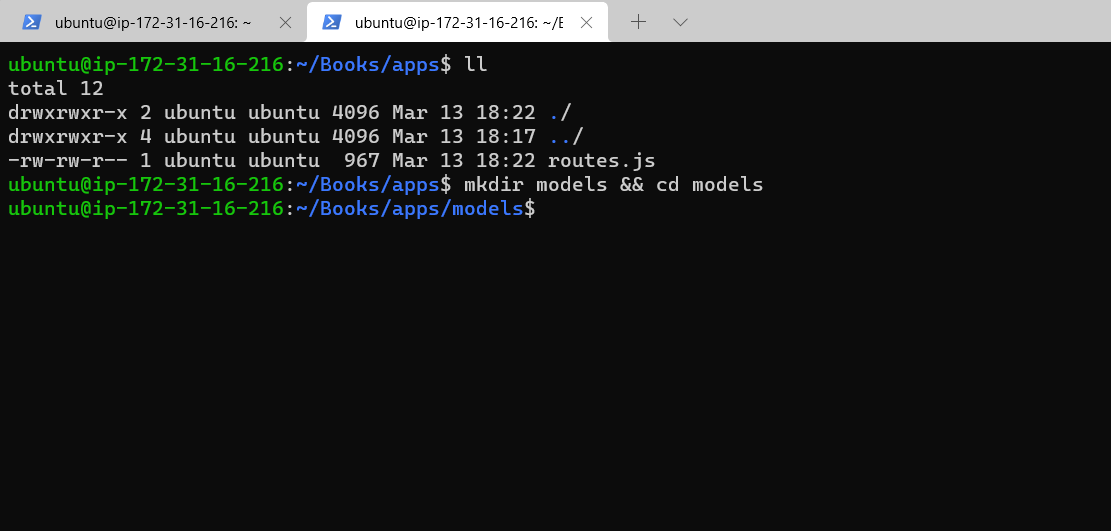 ubuntu@ip-172-31-16-216: ~
ubuntu@ip-172-31-16-216: ~/E
ubuntu@ip-172-31-16-216:~/Books/apps$ ll
total 12
drwxrwxr-x 2 ubuntu ubuntu 4096 Mar 13 18:22 ./
drwxrwxr-x 4 ubuntu ubuntu 4096 Mar 13 18:17 ../
-rw-rw-r-- 1 ubuntu ubuntu  967 Mar 13 18:22 routes.js
ubuntu@ip-172-31-16-216:~/Books/apps$ mkdir models && cd models
ubuntu@ip-172-31-16-216:~/Books/apps/models$